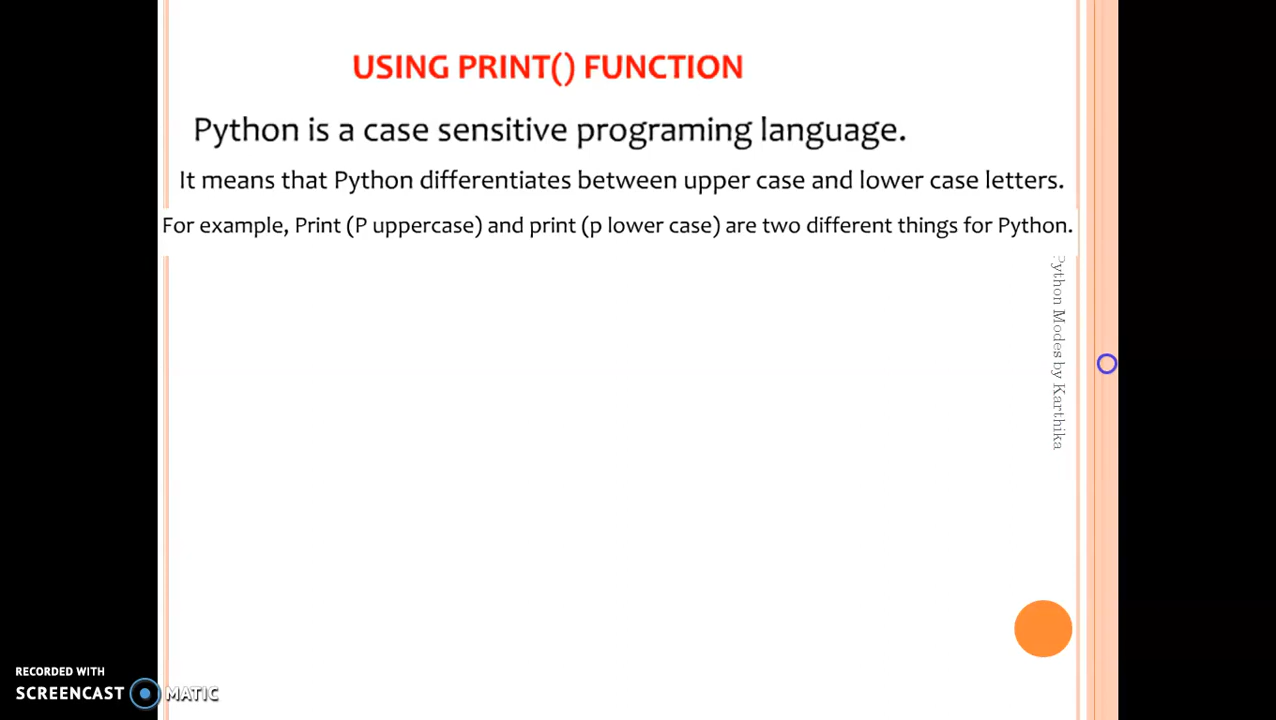 USING PRINT() FUNCTION
Python is a case sensitive programing language.
It means that Python differentiates between upper case and lower case letters.
For example, Print (P uppercase) and print (p lower case) are two different things for Python.
Python Modes by Karthika
RECORDED WITH
SCREENCAST MATIC